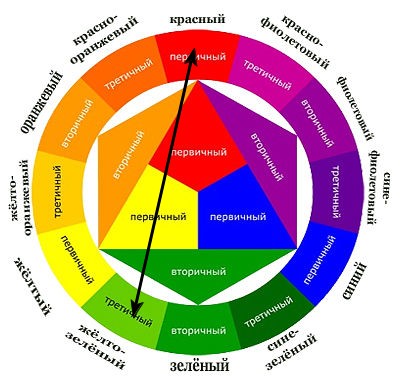 красный
красно-
фиолетовый
фиолетовый
сине-
фиолетовый
синий
сине-
зелёный
зелёный
жёлто-
зелёный
жёлтый
жёлто-
оранжевый
оранжевый
красно-
оранжевый
первичный
третичный
вторичный
третичный
первичный
третичный
вторичный
третичный
первичный
третичный
вторичный
третичный
первичный
вторичный
вторичный
первичный
первичный
вторичный